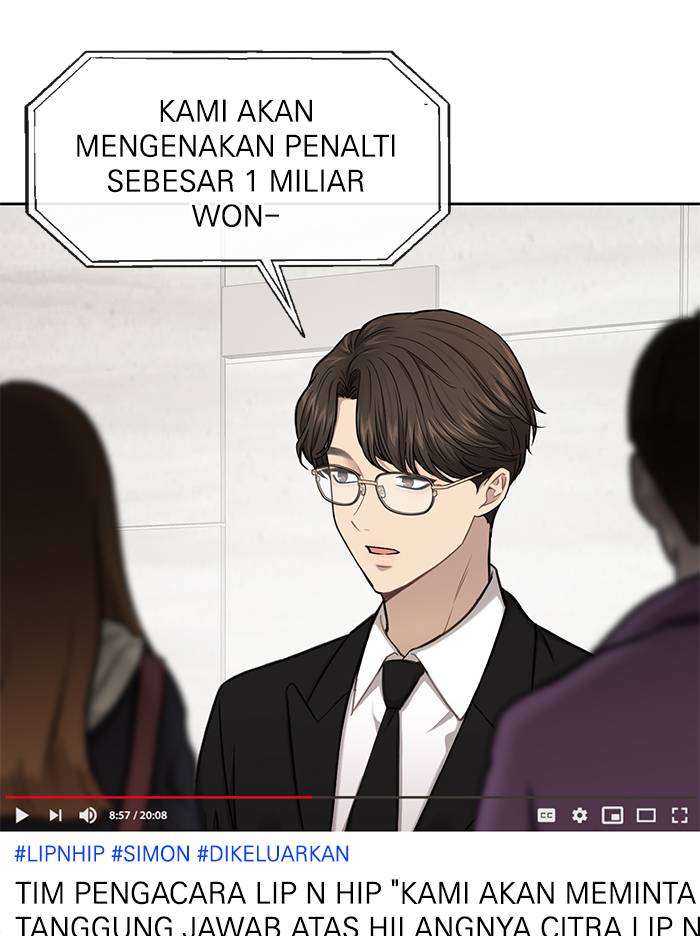 KAMI AKAN
MENGENAKAN PENALTI
SEBESAR 1 MILIAR
WON–
8:57 / 20:08
CC
#LIPNHIP #SIMON #DIKELUARKAN
TIM PENGACARA LIP N HIP "KAMI AKAN MEMINTA
TANGGUNG JAWAB ATAS HILANGNYA CITRA LIP N